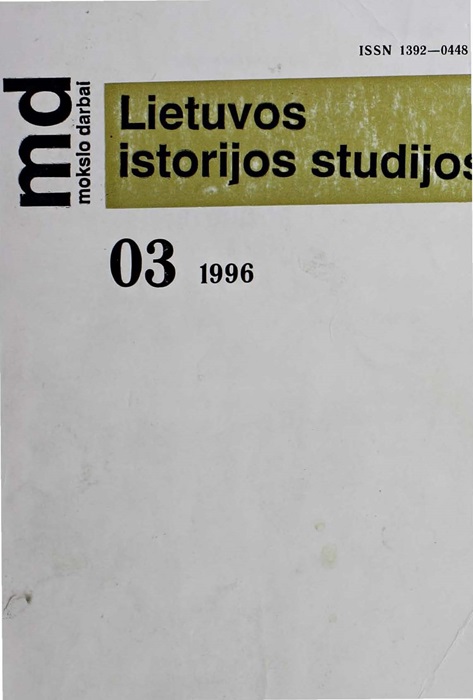 ISSN 1392—0448
md
mokslo darbai
Lietuvos
istorijos studijos
03 1996